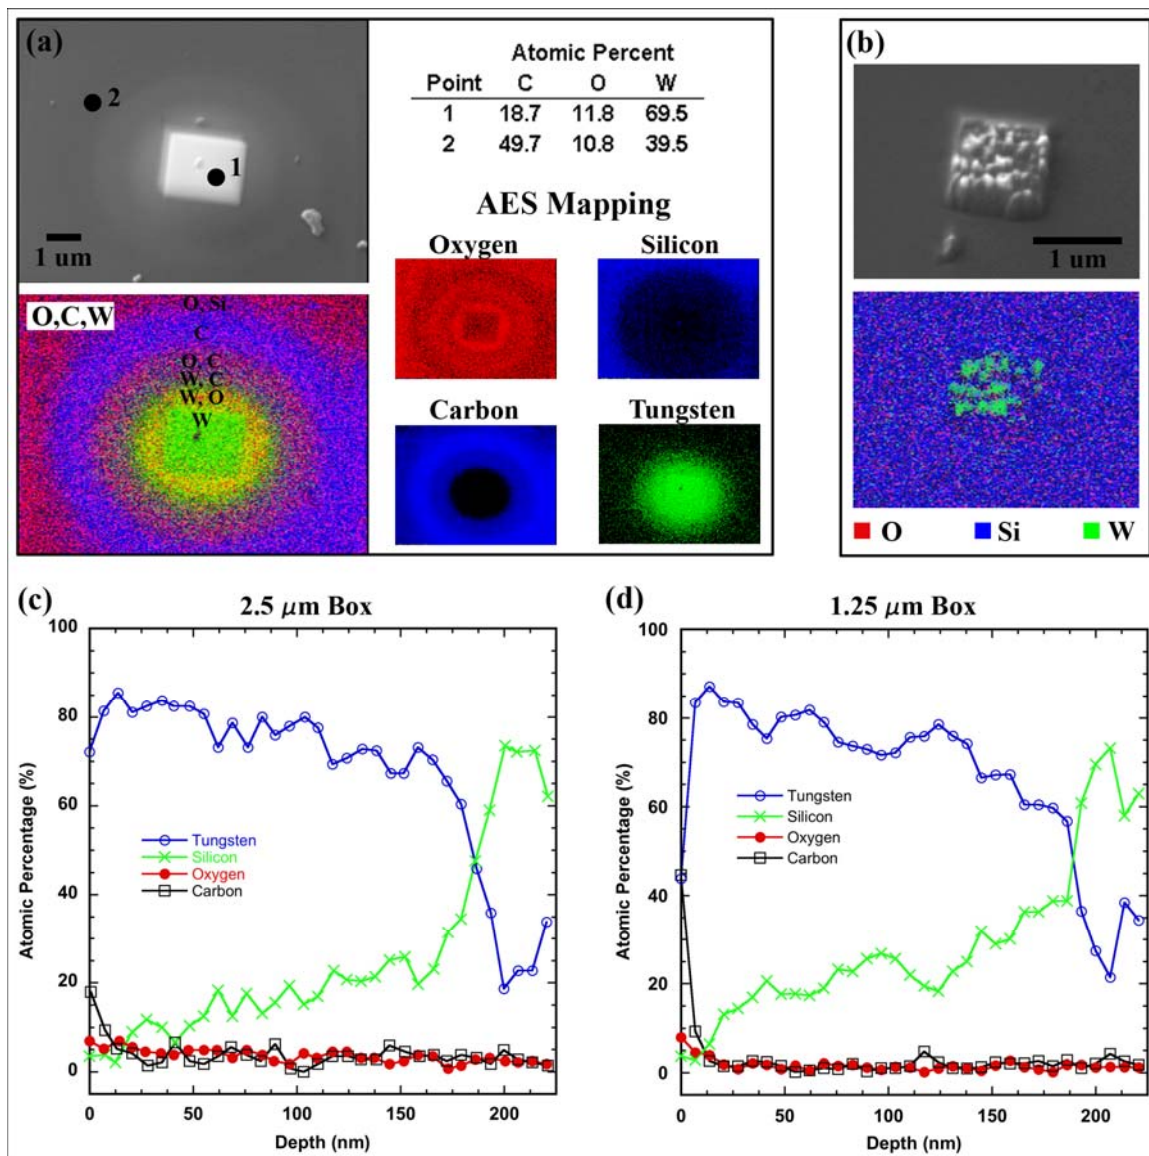 (a)
2
1
1 um
Atomic Percent
Point C O W
1 18.7 11.8 69.5
2 49.7 10.8 39.5
AES Mapping
Oxygen Silicon
Carbon Tungsten
O,C,W
O, Si
C
O, C
W, C
W, O
W
(b)
1 um
O Si W
(c)
2.5 μm Box
100
80
60
40
20
0
Atomic Percentage (%)
Tungsten
Silicon
Oxygen
Carbon
0 50 100 150 200
Depth (nm)
(d)
1.25 μm Box
100
80
60
40
20
0
Atomic Percentage (%)
Tungsten
Silicon
Oxygen
Carbon
0 50 100 150 200
Depth (nm)